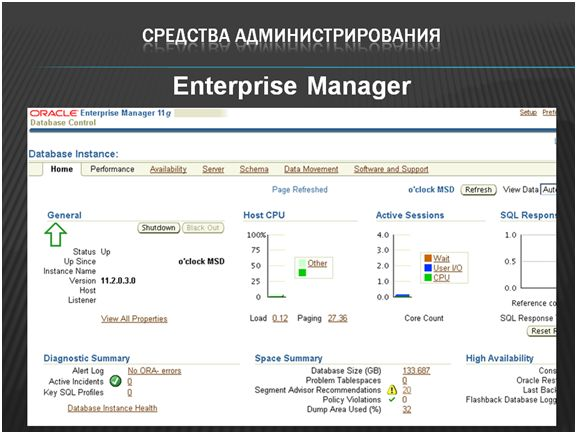 СРЕДСТВА АДМИНИСТРИРОВАНИЯ
Enterprise Manager
ORACLE Enterprise Manager 11g
Database Control
Setup Prefe
Database Instance:
Home Performance Availability Server Schema Data Movement Software and Support
Page Refreshed o'clock MSD Refresh View Data Auto
General
Shutdown Black Out
Status Up
Up Since o'clock MSD
Instance Name
Version 11.2.0.3.0
Host
Listener
View All Properties
Host CPU
100%
75
50
25
0
Other
Load 0.12 Paging 27.36
Active Sessions
4.0
3.0
2.0
1.0
0.0
Wait
User I/O
CPU
Core Count
SQL Respons
1.0
0.5
0.0
Reference co
SQL Response
Reset R
Diagnostic Summary
Alert Log No ORA- errors
Active Incidents 0
Key SQL Profiles 0
Database Instance Health
Space Summary
Database Size (GB) 133.687
Problem Tablespaces 0
Segment Advisor Recommendations 20
Policy Violations 0
Dump Area Used (%) 32
High Availability
Cons
Oracle Rest
Last Back
Flashback Database Logg